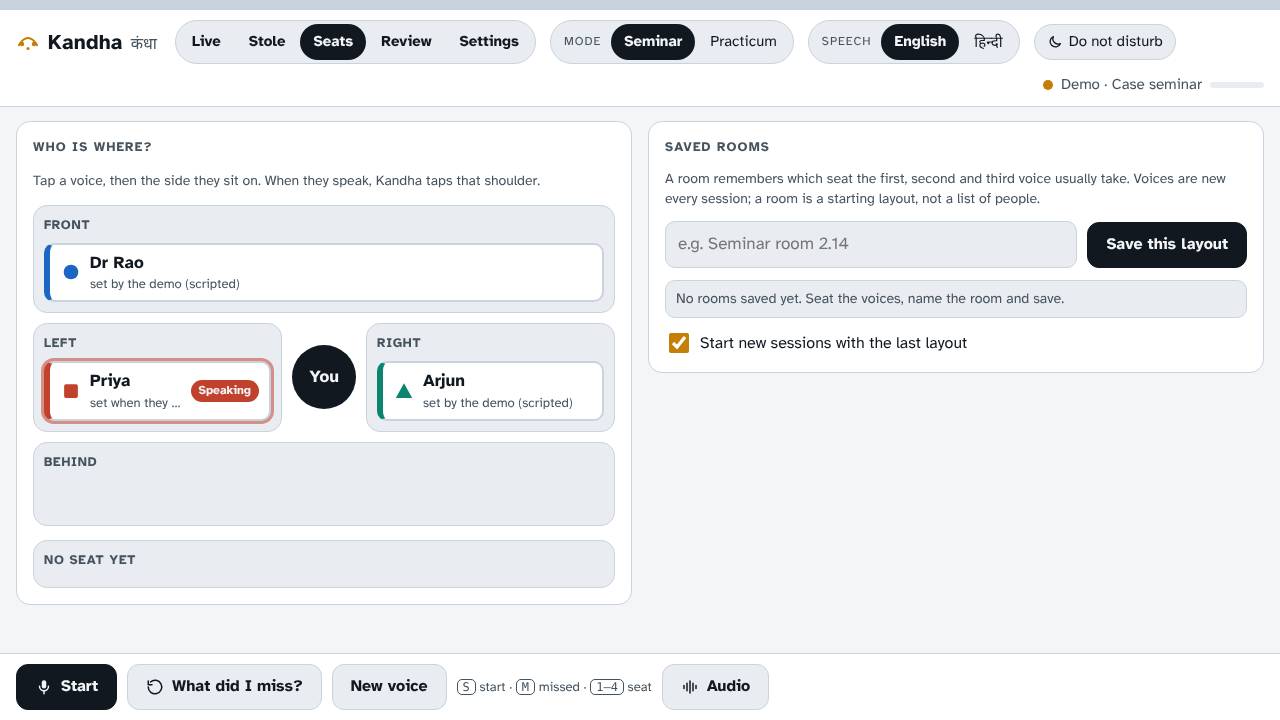 Kandha कंधा
Live Stole Seats Review Settings
MODE Seminar Practicum
SPEECH English हिन्दी
Do not disturb
Demo · Case seminar
WHO IS WHERE?
Tap a voice, then the side they sit on. When they speak, Kandha taps that shoulder.
FRONT
Dr Rao
set by the demo (scripted)
LEFT
Priya
set when they ...
Speaking
You
RIGHT
Arjun
set by the demo (scripted)
BEHIND
NO SEAT YET
SAVED ROOMS
A room remembers which seat the first, second and third voice usually take. Voices are new
every session; a room is a starting layout, not a list of people.
e.g. Seminar room 2.14
Save this layout
No rooms saved yet. Seat the voices, name the room and save.
Start new sessions with the last layout
Start What did I miss? New voice S start · M missed · 1–4 seat Audio